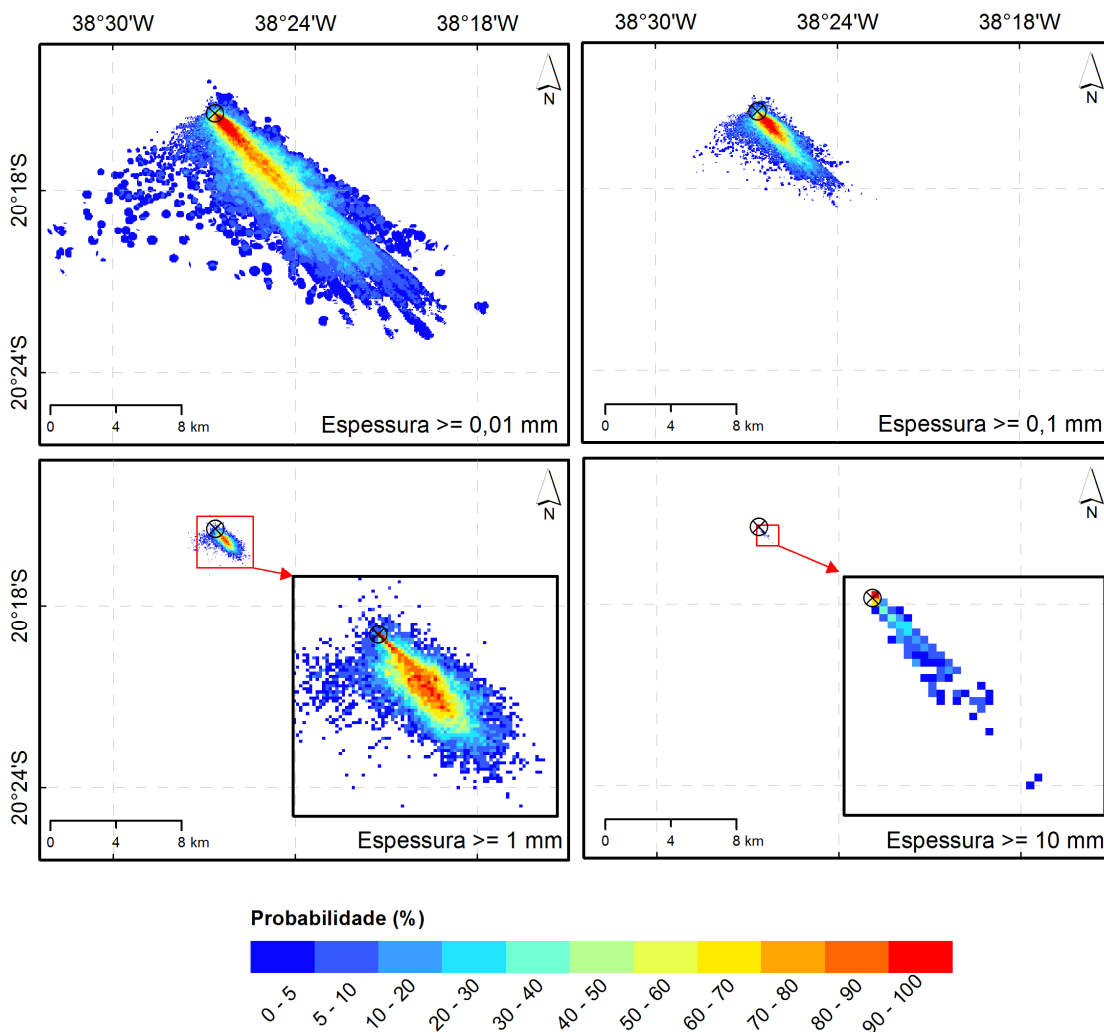 38°30'W 38°24'W 38°18'W 38°30'W 38°24'W 38°18'W
N N
20°18'S
20°24'S
0 4 8 km
Espessura >= 0,01 mm
0 4 8 km
Espessura >= 0,1 mm
N N
20°18'S
20°24'S
0 4 8 km
Espessura >= 1 mm
0 4 8 km
Espessura >= 10 mm
Probabilidade (%)
0 - 5
5 - 10
10 - 20
20 - 30
30 - 40
40 - 50
50 - 60
60 - 70
70 - 80
80 - 90
90 - 100